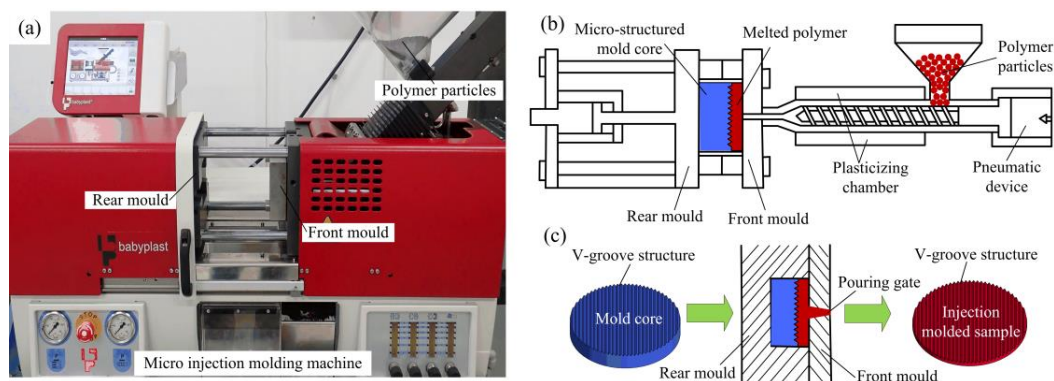 (a)
babyplast
Polymer particles
Rear mould
Front mould
babyplast
STOP
Micro injection molding machine
(b)
Micro-structured
mold core
Melted polymer
Polymer
particles
Plasticizing
chamber
Pneumatic
device
Rear mould
Front mould
(c)
V-groove structure
Mold core
Pouring gate
V-groove structure
Injection
molded sample
Rear mould
Front mould